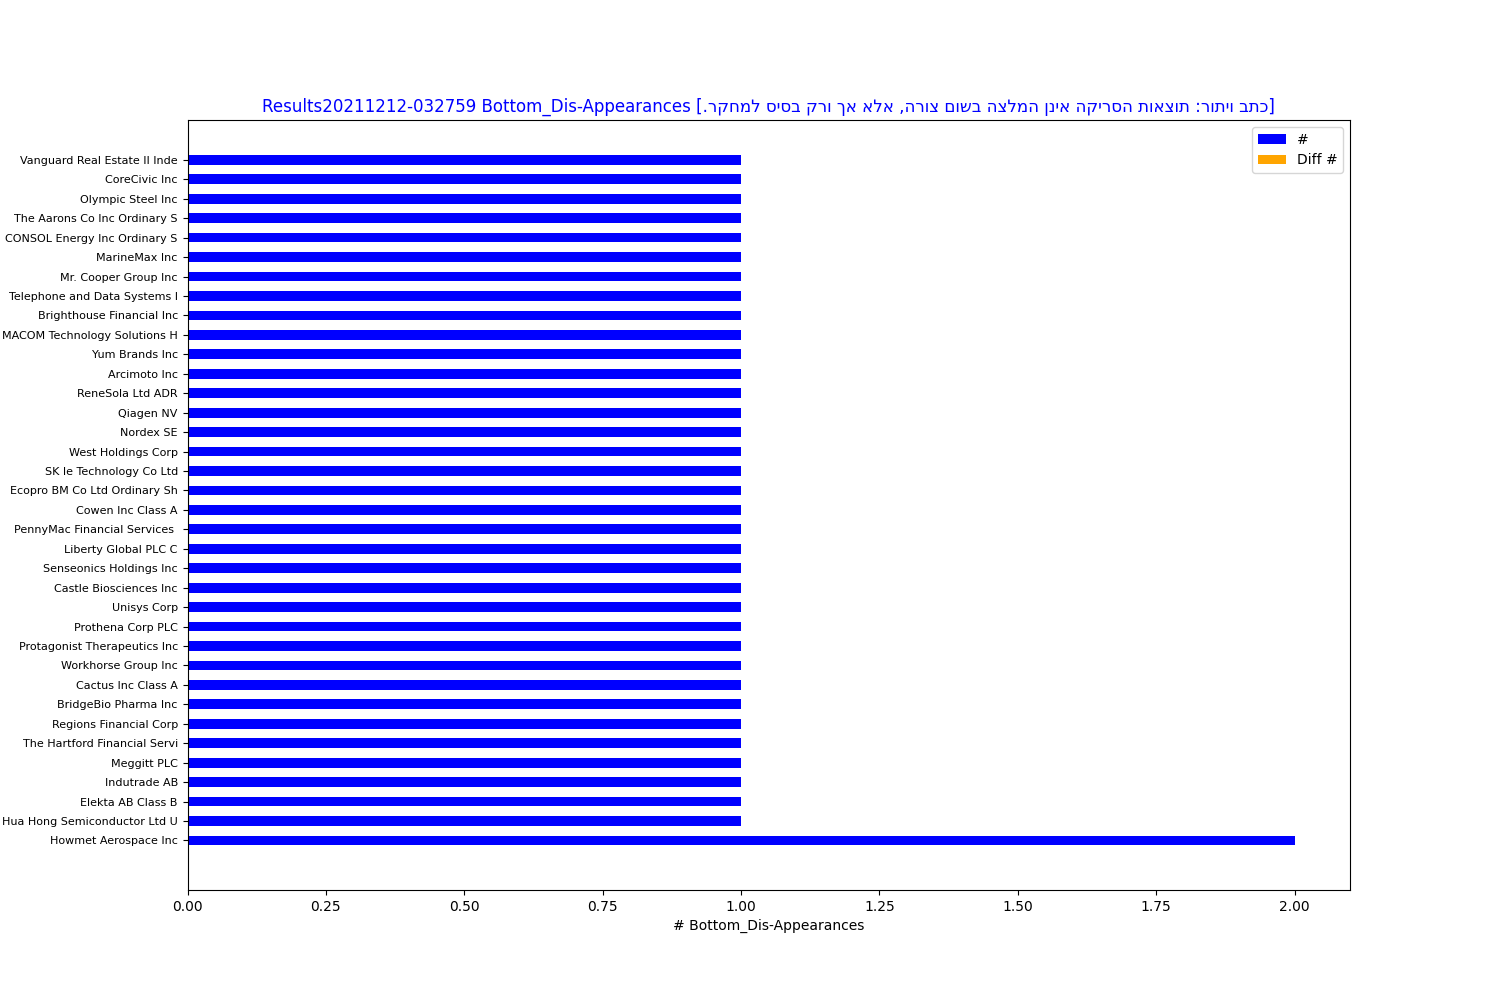 Results20211212-032759 Bottom_Dis-Appearances [כתב ויתור: תוצאות הסריקה אינן המלצה בשום צורה, אלא אך ורק בסיס למחקר.]
#
Diff #
Vanguard Real Estate II Inde
CoreCivic Inc
Olympic Steel Inc
The Aarons Co Inc Ordinary S
CONSOL Energy Inc Ordinary S
MarineMax Inc
Mr. Cooper Group Inc
Telephone and Data Systems I
Brighthouse Financial Inc
MACOM Technology Solutions H
Yum Brands Inc
Arcimoto Inc
ReneSola Ltd ADR
Qiagen NV
Nordex SE
West Holdings Corp
SK Ie Technology Co Ltd
Ecopro BM Co Ltd Ordinary Sh
Cowen Inc Class A
PennyMac Financial Services
Liberty Global PLC C
Senseonics Holdings Inc
Castle Biosciences Inc
Unisys Corp
Prothena Corp PLC
Protagonist Therapeutics Inc
Workhorse Group Inc
Cactus Inc Class A
BridgeBio Pharma Inc
Regions Financial Corp
The Hartford Financial Servi
Meggitt PLC
Indutrade AB
Elekta AB Class B
Hua Hong Semiconductor Ltd U
Howmet Aerospace Inc
0.00 0.25 0.50 0.75 1.00 1.25 1.50 1.75 2.00
# Bottom_Dis-Appearances